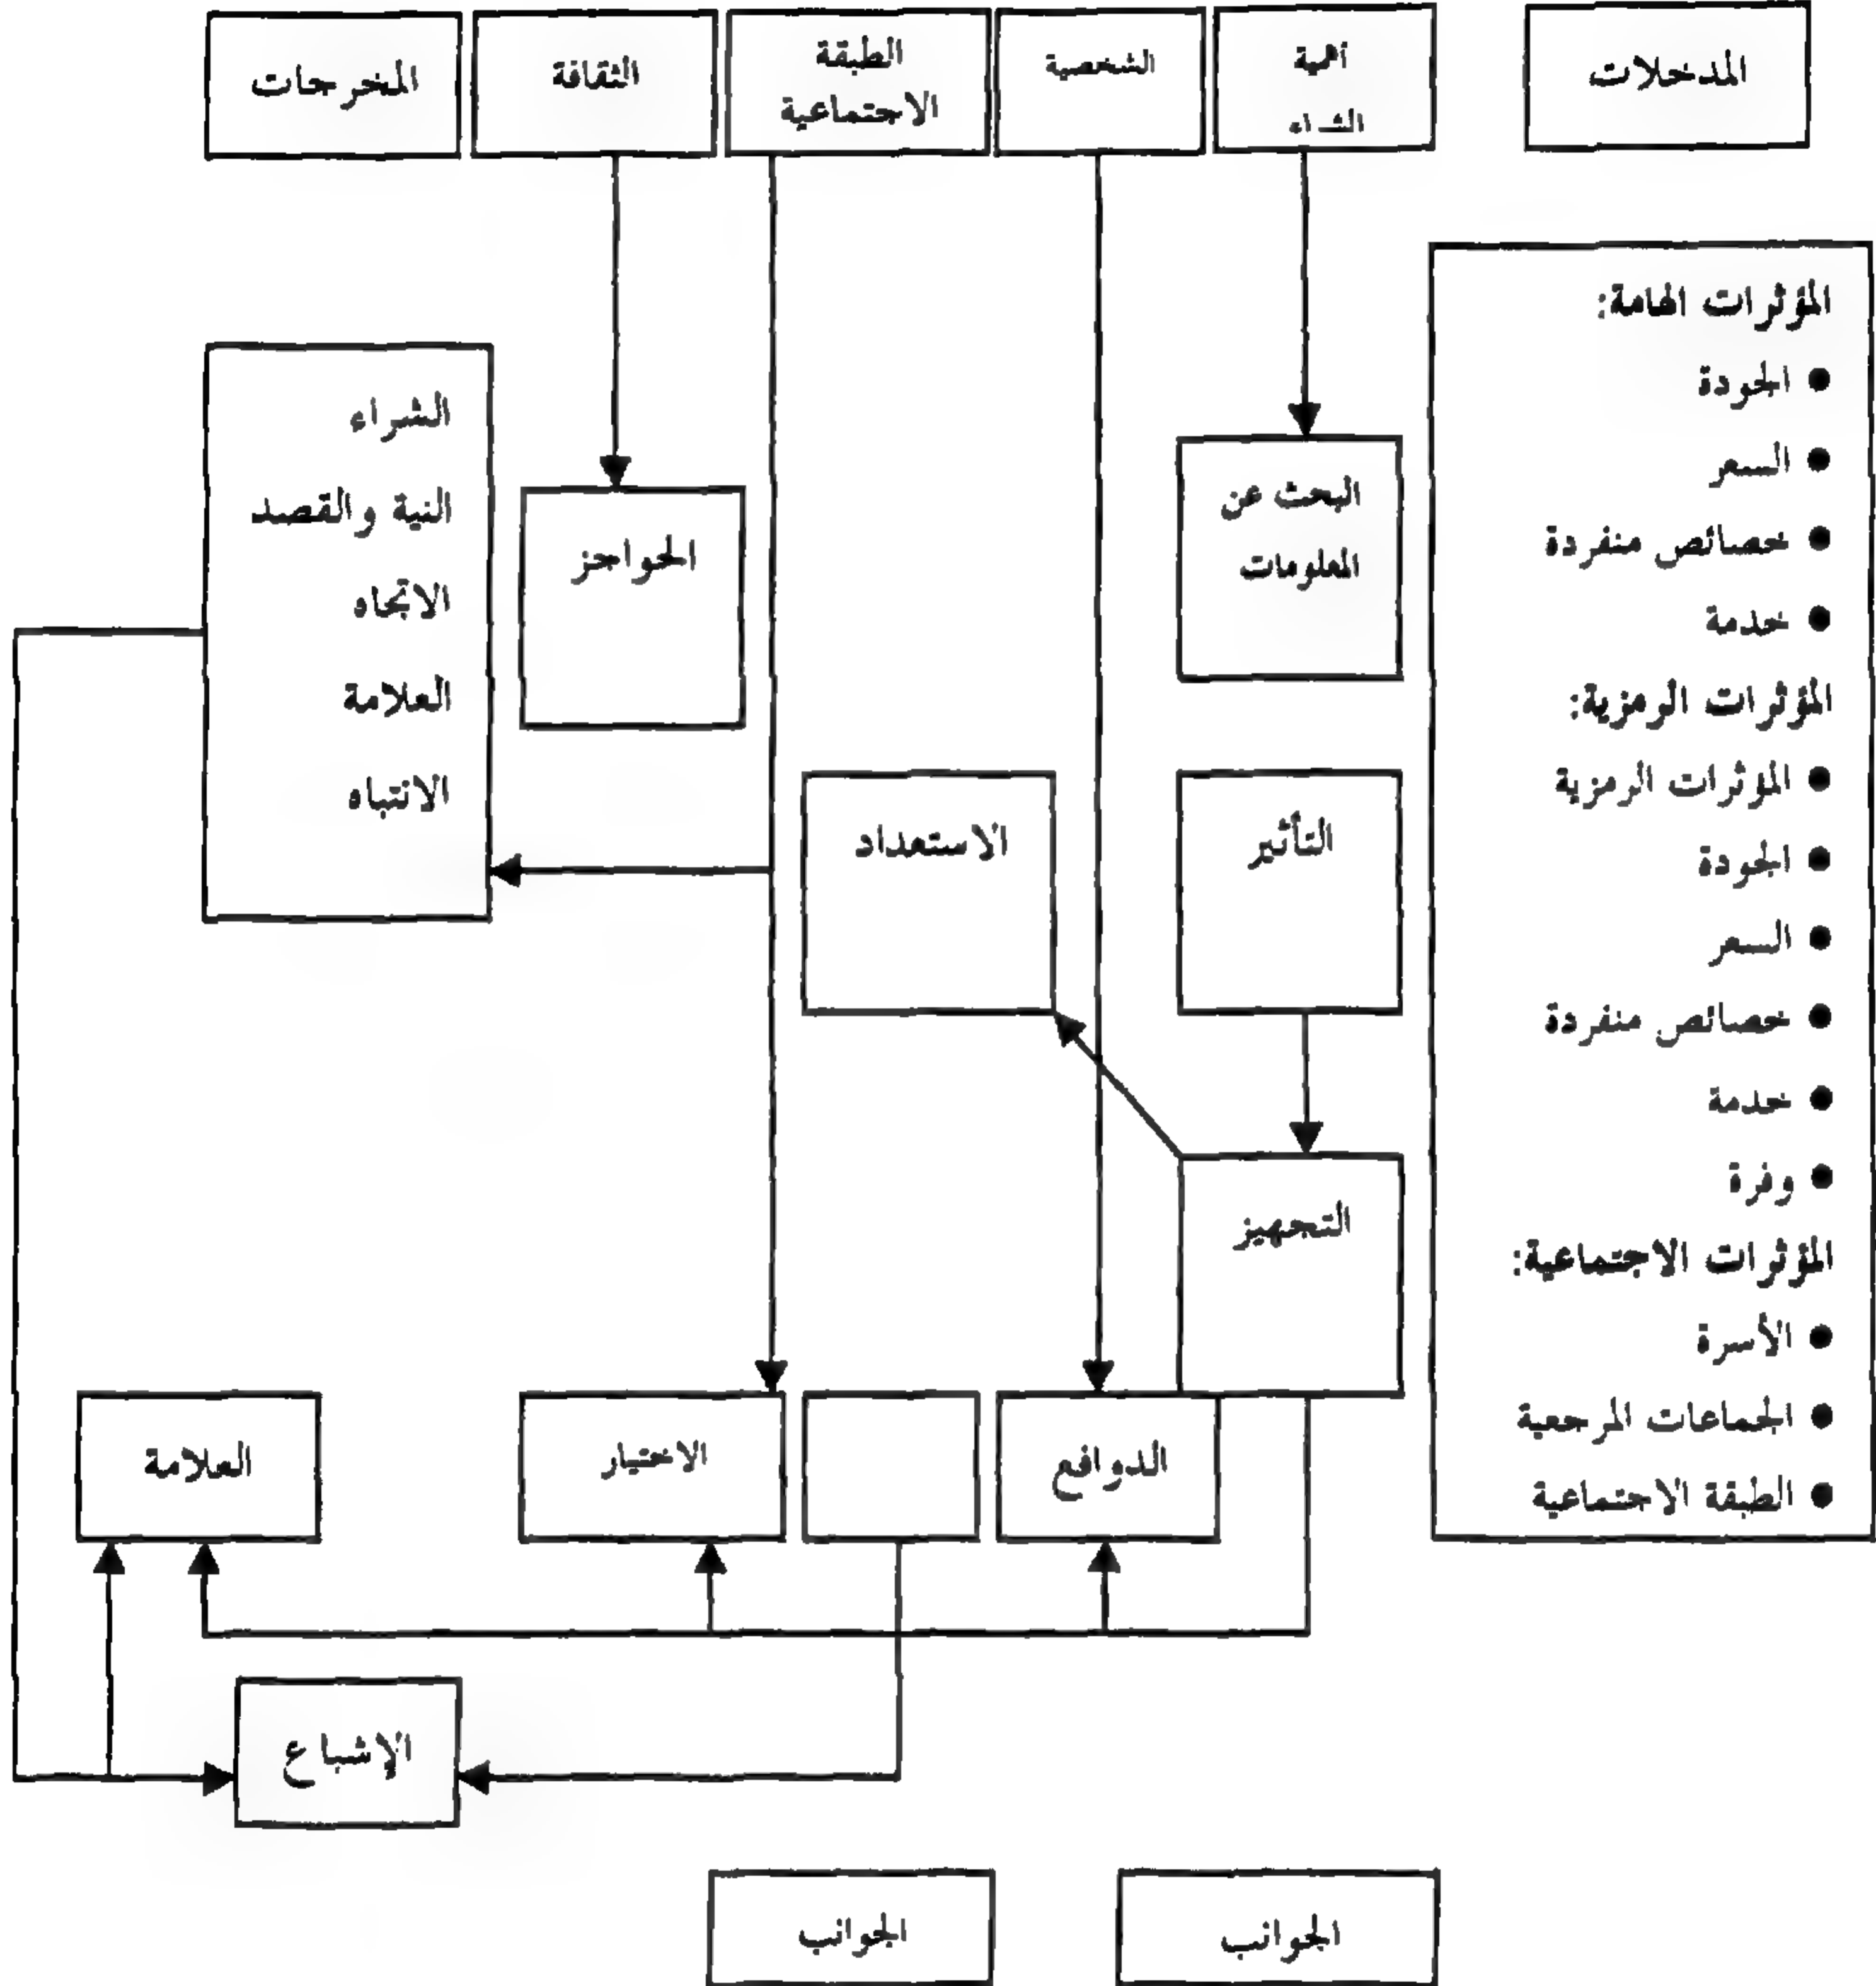 المدخلات
أهمية
الشراء
الشخصية
الطبقة
الاجتماعية
الثقافة
المخرجات
المؤثرات الهامة:
● الجودة
● السعر
● خصائص منفردة
● خدمة
المؤثرات الرمزية:
● المؤثرات الرمزية
● الجودة
● السعر
● خصائص منفردة
● خدمة
● وفرة
المؤثرات الاجتماعية:
● الأسرة
● الجماعات المرجعية
● الطبقة الاجتماعية
البحث عن
المعلومات
الحواجز
الشراء
النية والقصد
الاتجاه
العلامة
الانتباه
التأثير
الاستعداد
التجهيز
الدوافع
الاختيار
العلامة
الإشباع
الجوانب
الجوانب